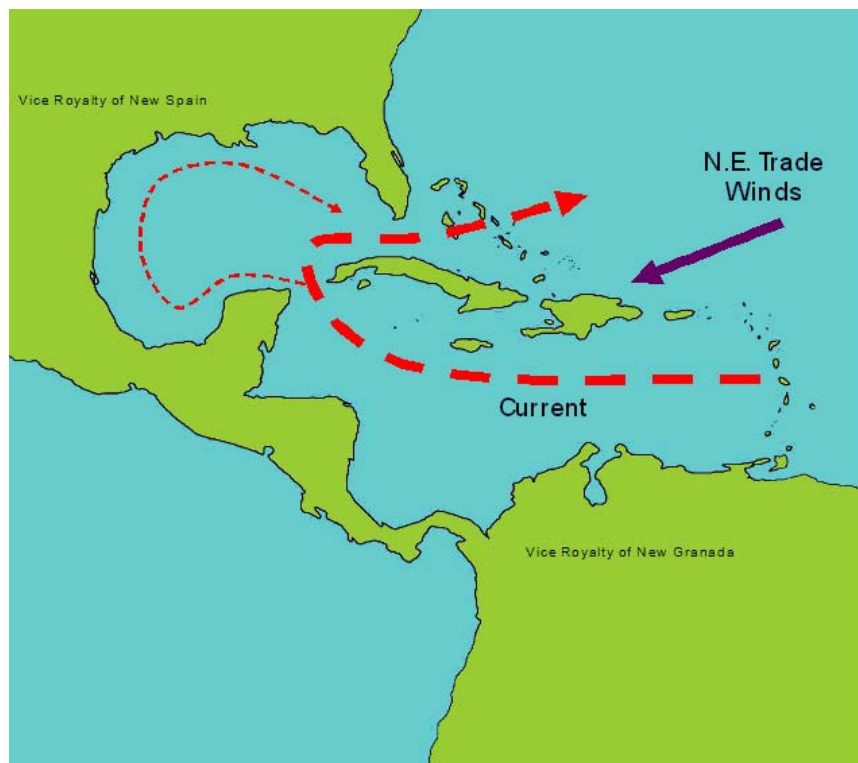 Vice Royalty of New Spain
N.E. Trade
Winds
Current
Vice Royalty of New Granada